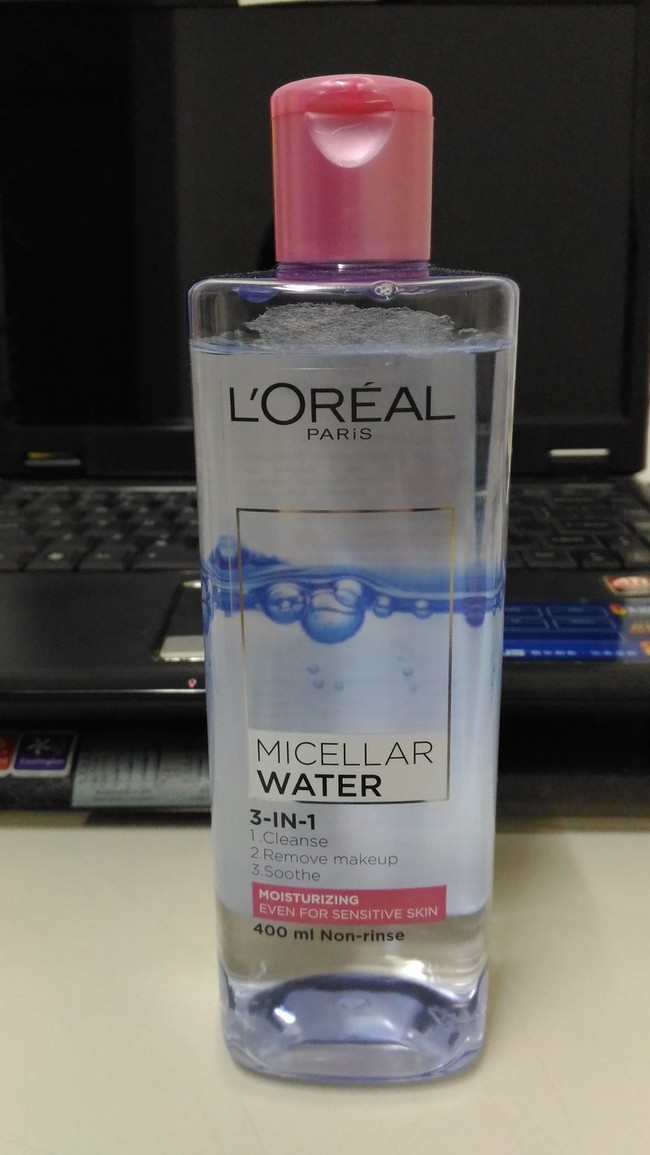 L'ORÉAL
PARiS
MICELLAR
WATER
3-IN-1
1.Cleanse
2.Remove makeup
3.Soothe
MOISTURIZING
EVEN FOR SENSITIVE SKIN
400 ml Non-rinse